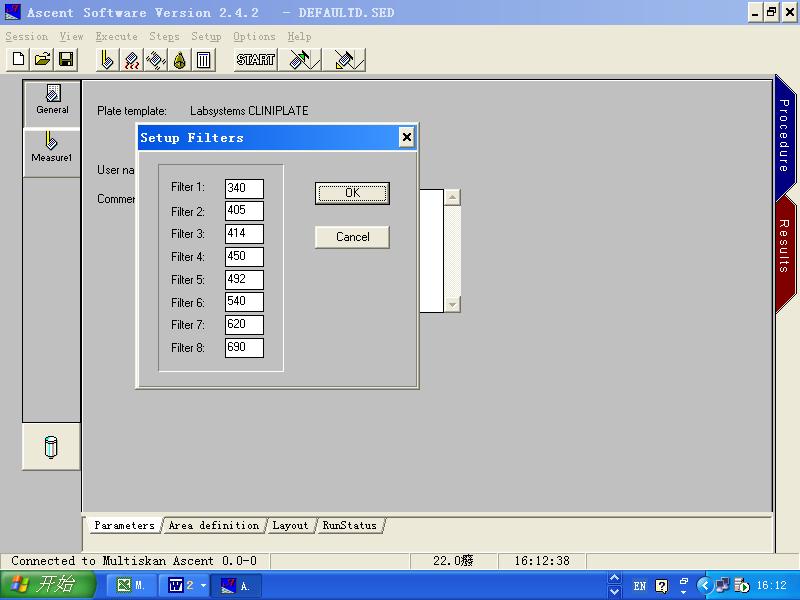 Ascent Software Version 2.4.2 - DEFAULTD.SED
Session View Execute Steps Setup Options Help
START
General
Measure1
Plate template: Labsystems CLINIPLATE
User na
Commer
Setup Filters
Filter 1: 340
Filter 2: 405
Filter 3: 414
Filter 4: 450
Filter 5: 492
Filter 6: 540
Filter 7: 620
Filter 8: 690
OK
Cancel
Procedure
Results
Parameters Area definition Layout RunStatus
Connected to Multiskan Ascent 0.0-0 22.0癈 16:12:38
开始 M. 2 A. EN 16:12